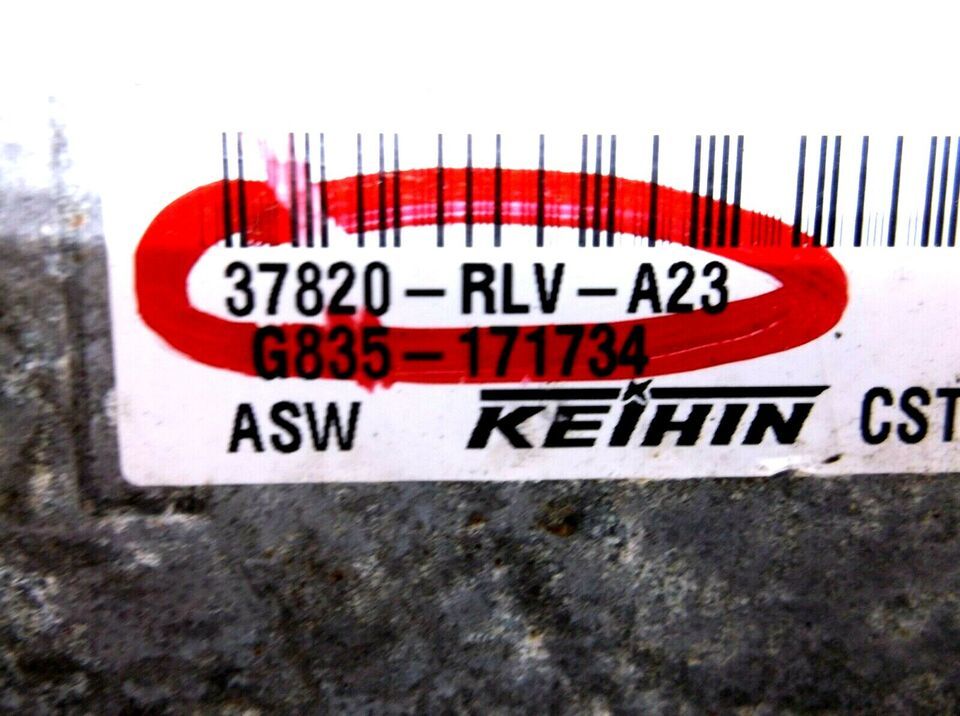 37820-RLV-A23
G835-171734
ASW KEIHIN CST